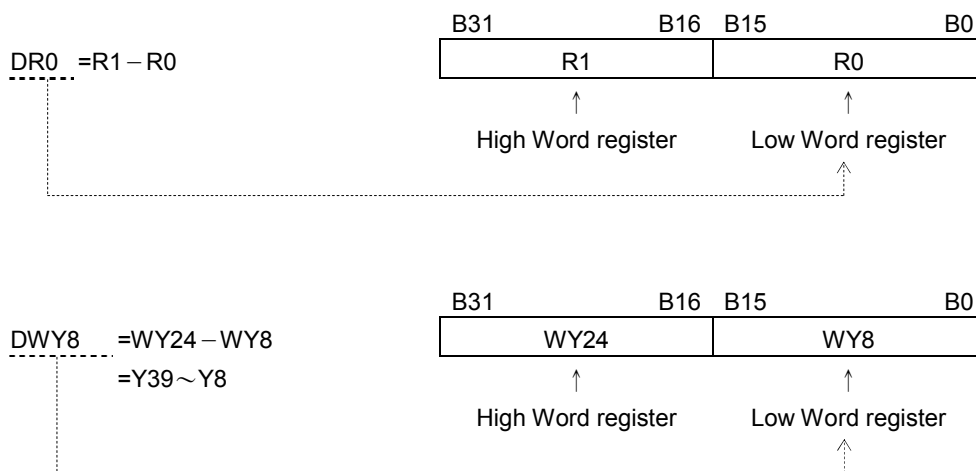 B31 B16 B15 B0
DR0 =R1－R0 R1 R0
↑ ↑
High Word register Low Word register
B31 B16 B15 B0
DWY8 =WY24－WY8 WY24 WY8
=Y39～Y8 ↑ ↑
High Word register Low Word register